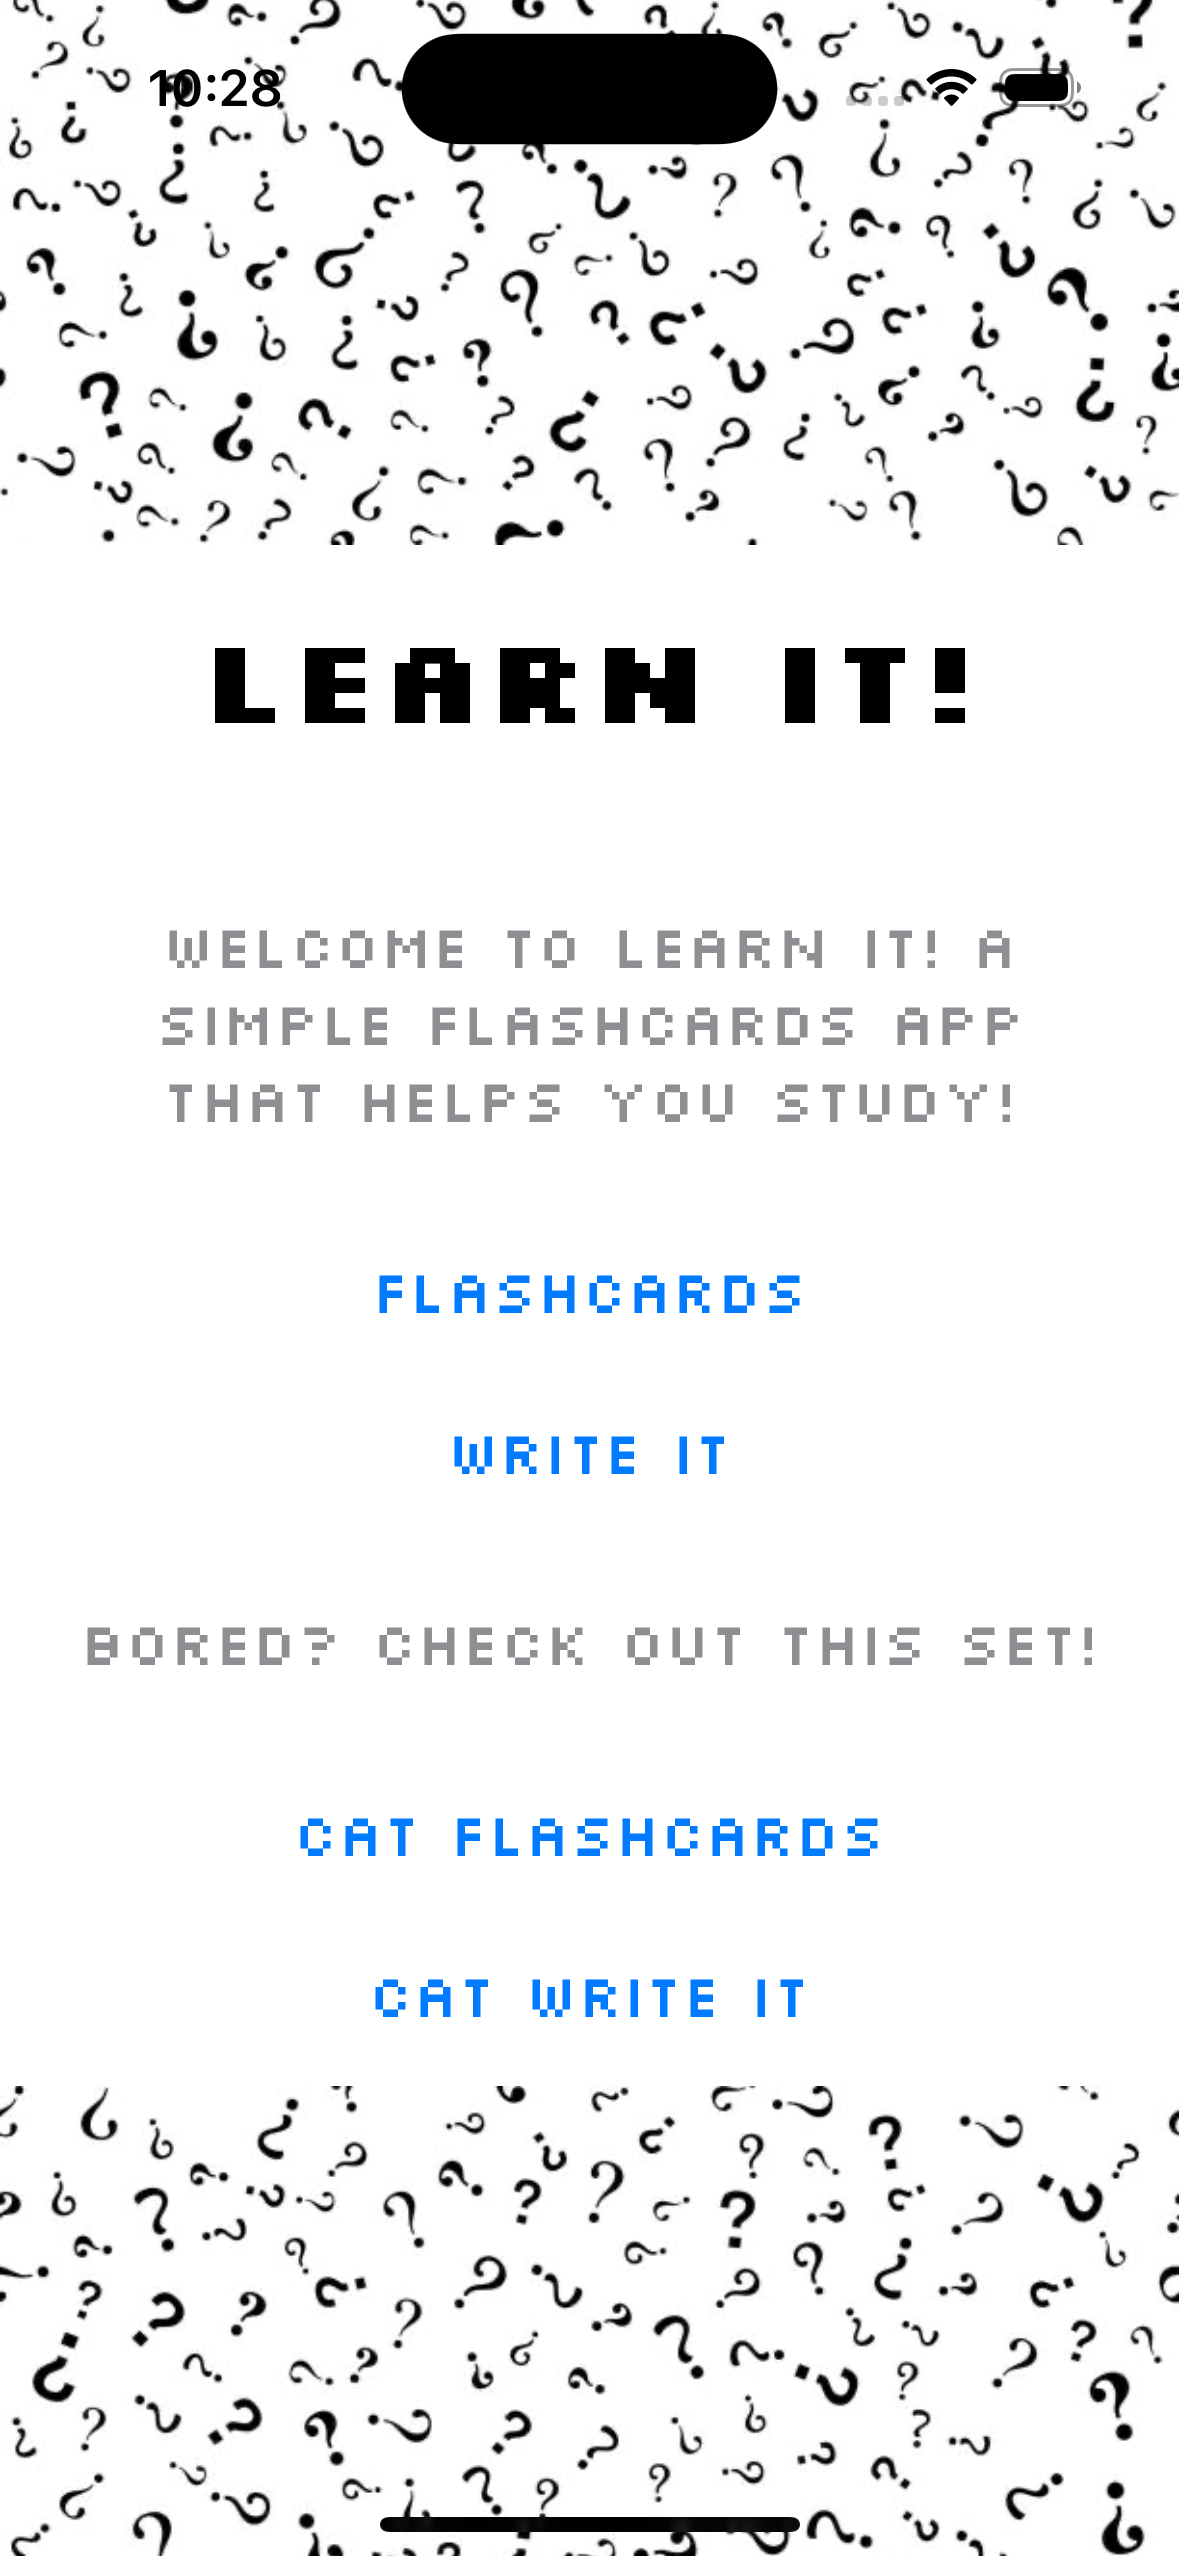 10:28
LEARN IT!
WELCOME TO LEARN IT! A
SIMPLE FLASHCARDS APP
THAT HELPS YOU STUDY!
FLASHCARDS
WRITE IT
BORED? CHECK OUT THIS SET!
CAT FLASHCARDS
CAT WRITE IT